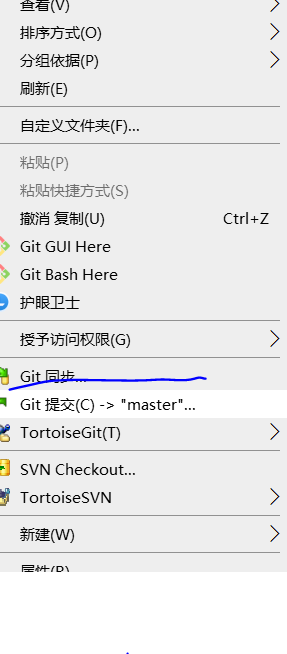 查看(V)
排序方式(O)
分组依据(P)
刷新(E)
自定义文件夹(F)...
粘贴(P)
粘贴快捷方式(S)
撤消 复制(U) Ctrl+Z
Git GUI Here
Git Bash Here
护眼卫士
授予访问权限(G)
Git 同步...
Git 提交(C) -> "master"...
TortoiseGit(T)
SVN Checkout...
TortoiseSVN
新建(W)
属性(R)